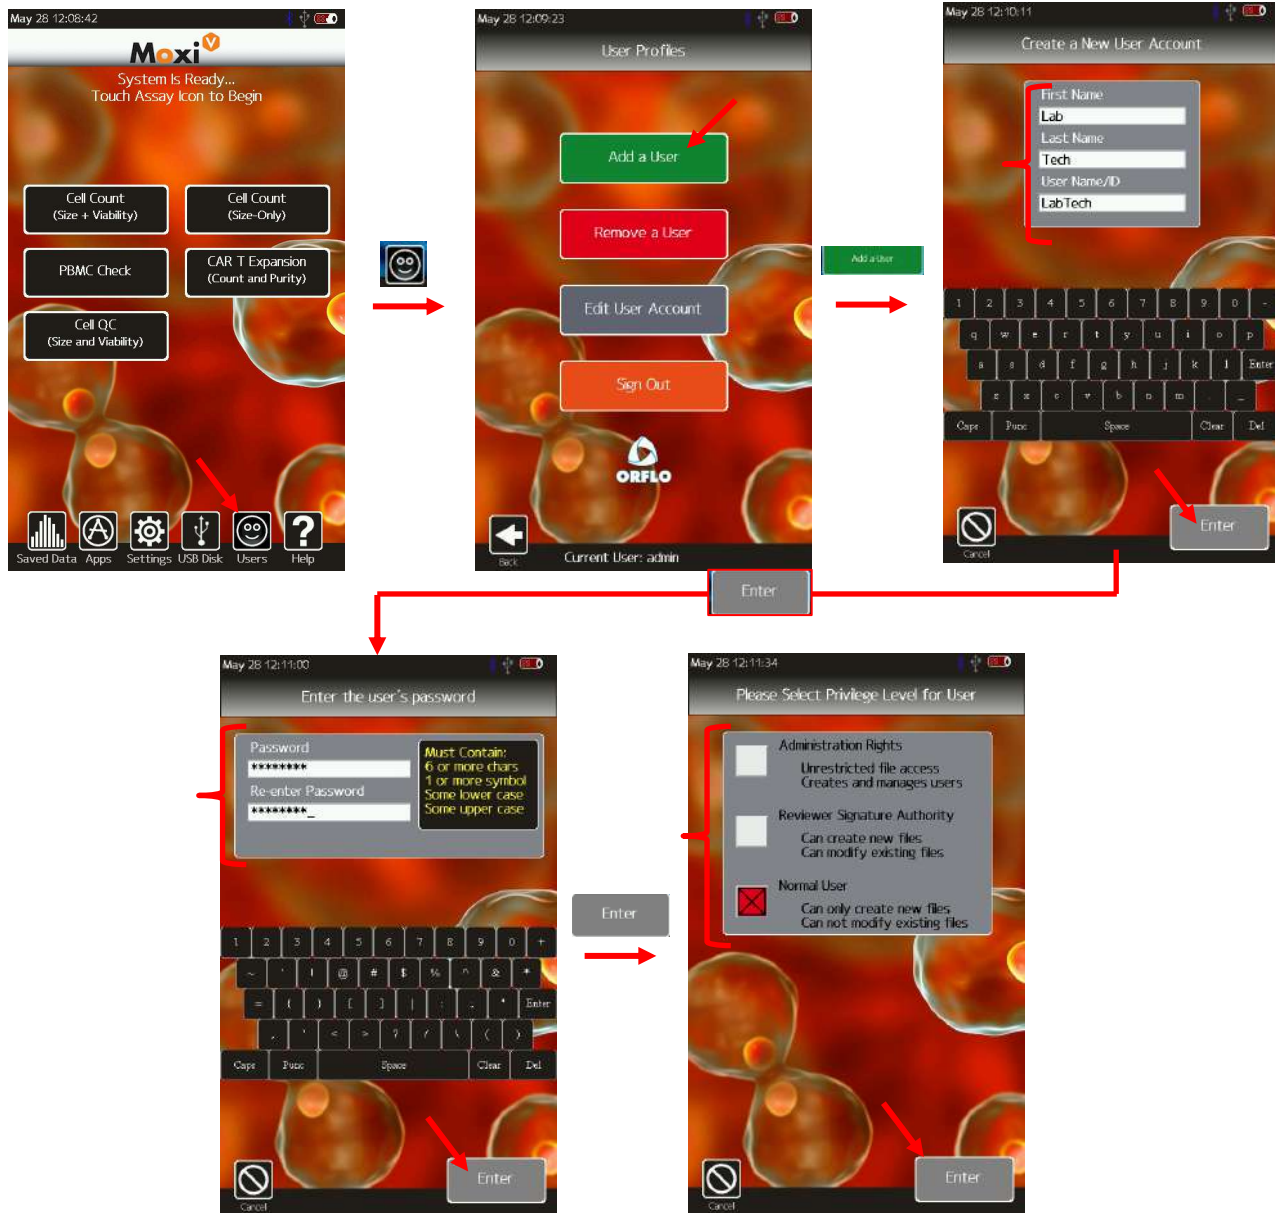 May 28 12:08:42
Moxi V
System Is Ready...
Touch Assay Icon to Begin
Cell Count
(Size + Viability)
Cell Count
(Size-Only)
PBMC Check
CAR T Expansion
(Count and Purity)
Cell QC
(Size and Viability)
Saved Data Apps Settings USB Disk Users Help
May 28 12:09:23
User Profiles
Add a User
Remove a User
Edit User Account
Sign Out
ORFLO
Back
Current User: admin
Add a User
May 28 12:10:11
Create a New User Account
First Name
Lab
Last Name
Tech
User Name/ID
LabTech
1 2 3 4 5 6 7 8 9 0 -
q w e r t y u i o p
a s d f g h j k l Enter
z x c v b n m . _
Caps Punc Space Clear Del
Cancel
Enter
Enter
May 28 12:11:00
Enter the user's password
Password
********
Re-enter Password
********_
Must Contain:
6 or more chars
1 or more symbol
Some lower case
Some upper case
1 2 3 4 5 6 7 8 9 0 +
~ ! @ # $ % ^ & *
= { } [ ] | : Enter
, < > ? / \ ( )
Caps Punc Space Clear Del
Cancel
Enter
Enter
May 28 12:11:34
Please Select Privilege Level for User
Administration Rights
Unrestricted file access
Creates and manages users
Reviewer Signature Authority
Can create new files
Can modify existing files
Normal User
Can only create new files
Can not modify existing files
Cancel
Enter